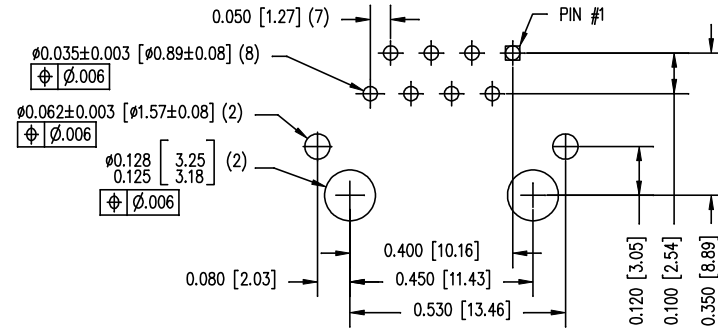 0.050 [1.27] (7)
PIN #1
ø0.035±0.003 [ø0.89±0.08] (8)
⌖ Ø.006
ø0.062±0.003 [ø1.57±0.08] (2)
⌖ Ø.006
ø0.128 [3.25] (2)
0.125 [3.18]
⌖ Ø.006
0.400 [10.16]
0.080 [2.03]
0.450 [11.43]
0.530 [13.46]
0.120 [3.05]
0.100 [2.54]
0.350 [8.89]